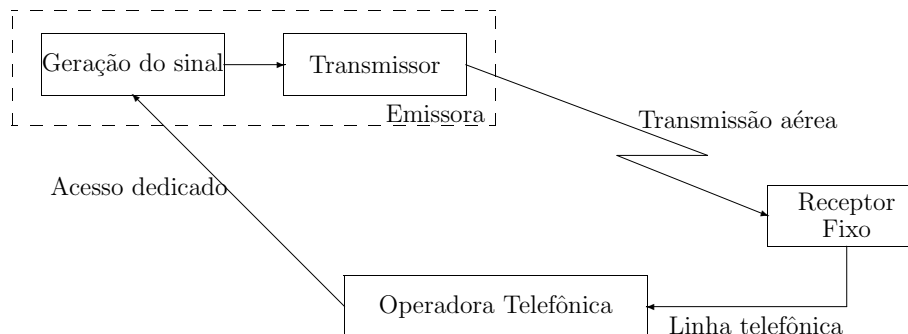 Geração do sinal
Transmissor
Emissora
Transmissão aérea
Acesso dedicado
Receptor
Fixo
Operadora Telefônica
Linha telefônica